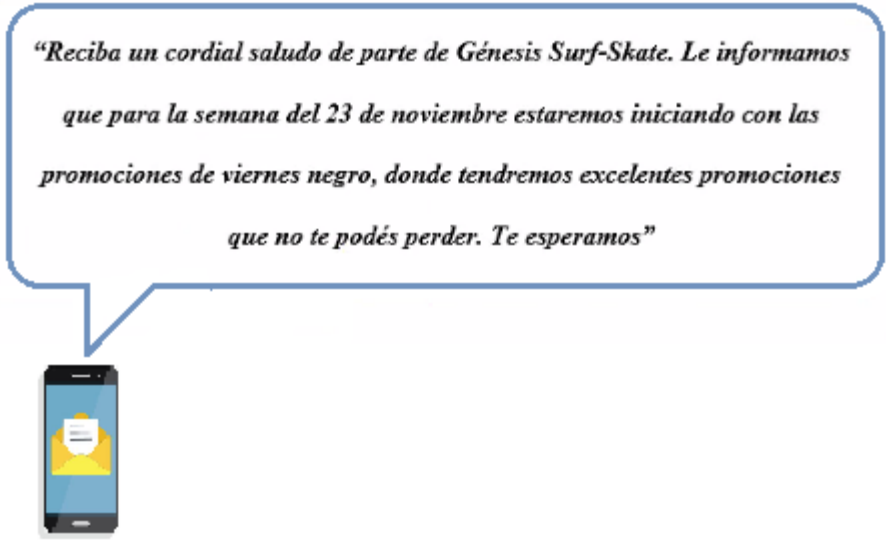 “Reciba un cordial saludo de parte de Génesis Surf-Skate. Le informamos
que para la semana del 23 de noviembre estaremos iniciando con las
promociones de viernes negro, donde tendremos excelentes promociones
que no te podés perder. Te esperamos”